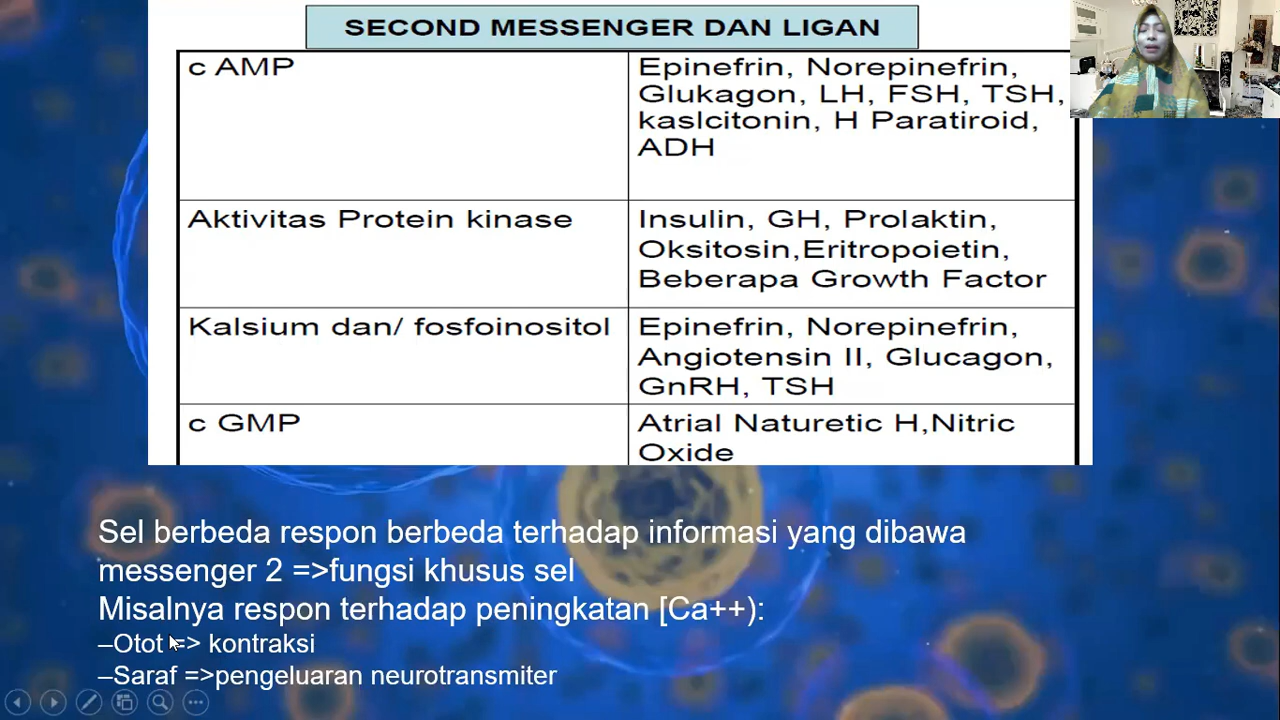 SECOND MESSENGER DAN LIGAN
c AMP
Epinefrin, Norepinefrin,
Glukagon, LH, FSH, TSH,
kaslcitonin, H Paratiroid,
ADH
Aktivitas Protein kinase
Insulin, GH, Prolaktin,
Oksitosin,Eritropoietin,
Beberapa Growth Factor
Kalsium dan/ fosfoinositol
Epinefrin, Norepinefrin,
Angiotensin II, Glucagon,
GnRH, TSH
c GMP
Atrial Naturetic H,Nitric
Oxide
Sel berbeda respon berbeda terhadap informasi yang dibawa
messenger 2 =>fungsi khusus sel
Misalnya respon terhadap peningkatan [Ca++):
–Otot => kontraksi
–Saraf =>pengeluaran neurotransmiter